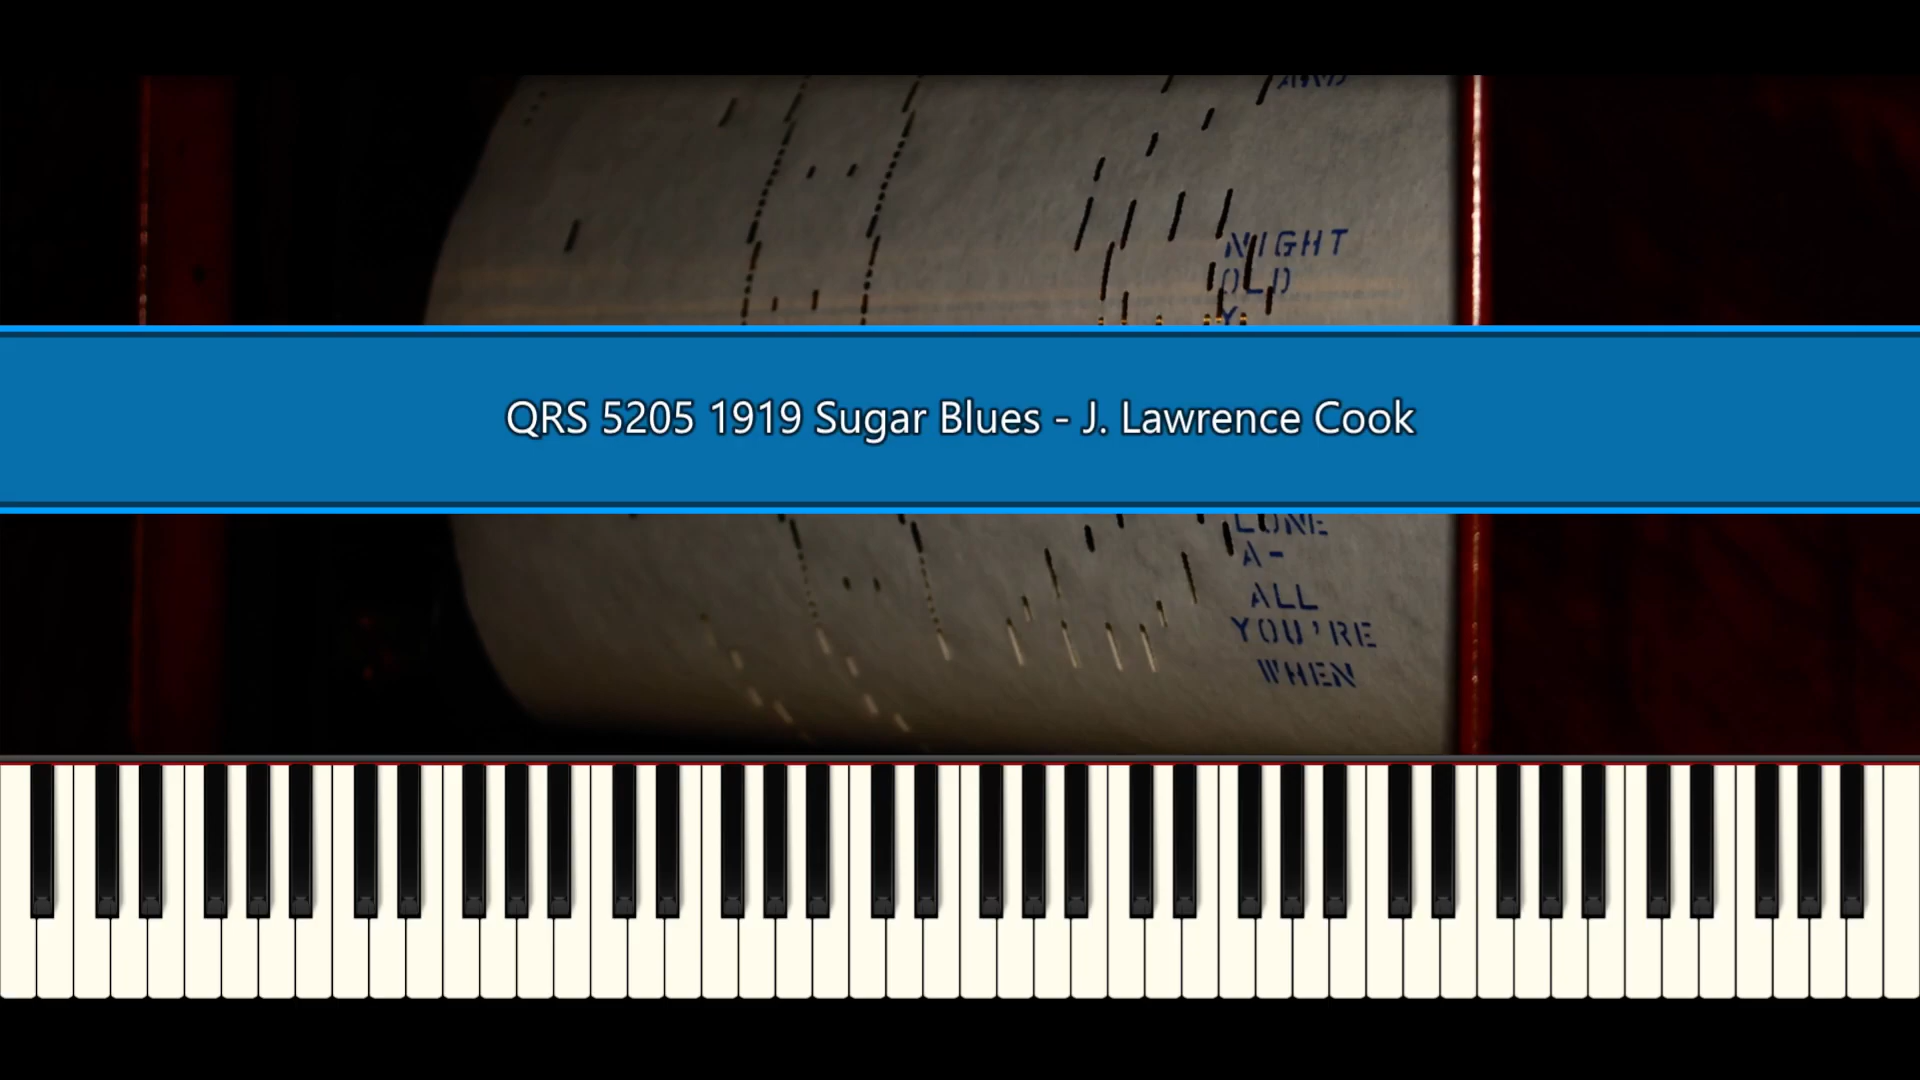 NIGHT
OLD
QRS 5205 1919 Sugar Blues - J. Lawrence Cook
LONE
A-
ALL
YOU'RE
WHEN